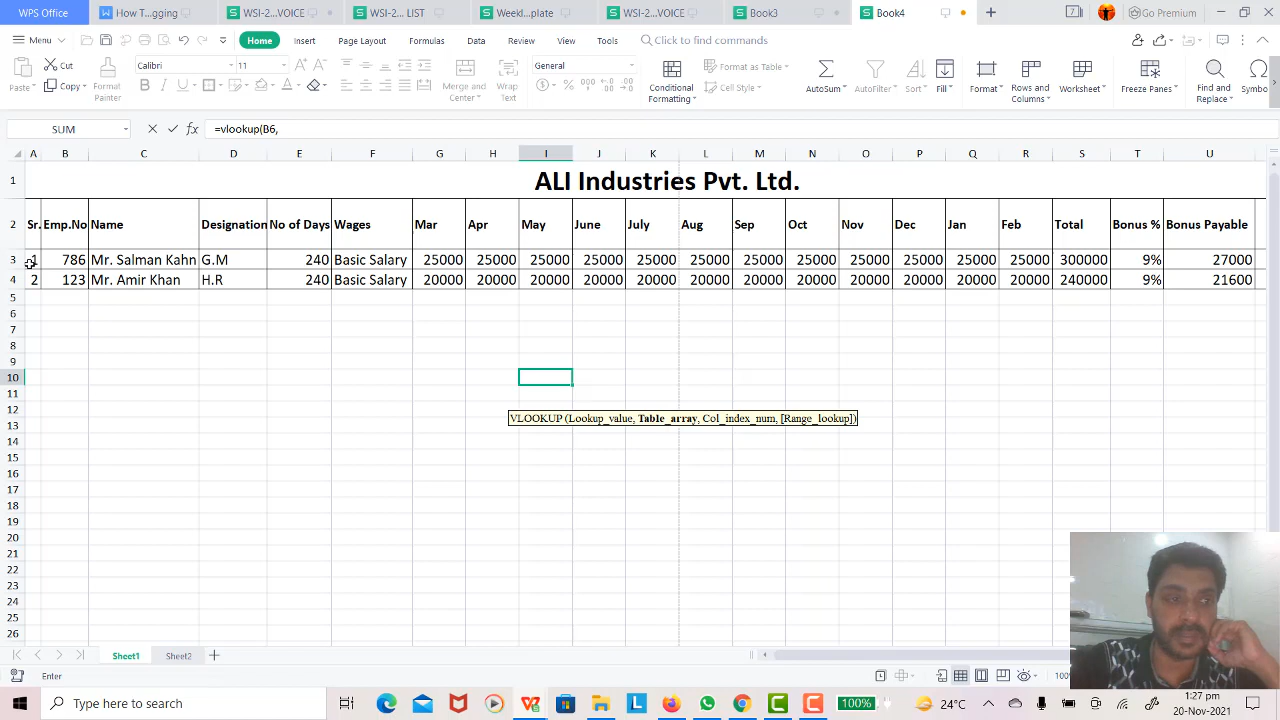 WPS Office HowT... WSI-2...VOICE WSI-2... LIST Weekl...plate WSI-2...VOICE Book3 Book4 7 Go Premium
Menu Home Insert Page Layout Formulas Data Review View Tools Click to find commands
Paste Cut Copy Format Painter Calibri 11 B I U A Merge and Center Wrap Text General Conditional Formatting Format as Table Cell Style AutoSum AutoFilter Sort Fill Format Rows and Columns Worksheet Freeze Panes Find and Replace Symbo
SUM fx =vlookup(B6,
A B C D E F G H I J K L M N O P Q R S T U
1 ALI Industries Pvt. Ltd.
2 Sr. Emp.No Name Designation No of Days Wages Mar Apr May June July Aug Sep Oct Nov Dec Jan Feb Total Bonus % Bonus Payable
3 1 786 Mr. Salman Kahn G.M 240 Basic Salary 25000 25000 25000 25000 25000 25000 25000 25000 25000 25000 25000 25000 300000 9% 27000
4 2 123 Mr. Amir Khan H.R 240 Basic Salary 20000 20000 20000 20000 20000 20000 20000 20000 20000 20000 20000 20000 240000 9% 21600
5
6
7
8
9
10
11
12
13 VLOOKUP (Lookup_value, Table_array, Col_index_num, [Range_lookup])
14
15
16
17
18
19
20
21
22
23
24
25
26
Sheet1 Sheet2
Enter
Type here to search 100% 24°C 1:27 pm
20-Nov-2021